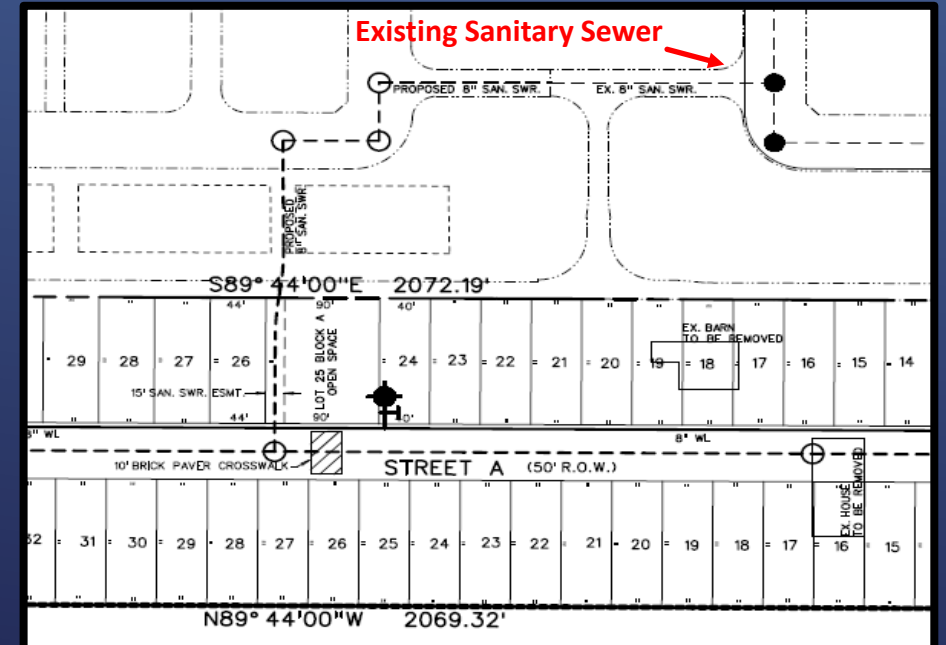 Existing Sanitary Sewer
PROPOSED 8" SAN. SWR.
EX. 8" SAN. SWR.
PROPOSED
8" SAN. SWR.
S89° 44'00"E 2072.19'
44' 90' 40'
EX. BARN
TO BE REMOVED
29 28 27 26 24 23 22 21 20 19 18 17 16 15 14
LOT 25 BLOCK A
OPEN SPACE
15' SAN. SWR. ESMT.
44' 90'
8" WL
8" WL
10' BRICK PAVER CROSSWALK
STREET A (50' R.O.W.)
EX. HOUSE
TO BE REMOVED
32 31 30 29 28 27 26 25 24 23 22 21 20 19 18 17 16 15
N89° 44'00"W 2069.32'